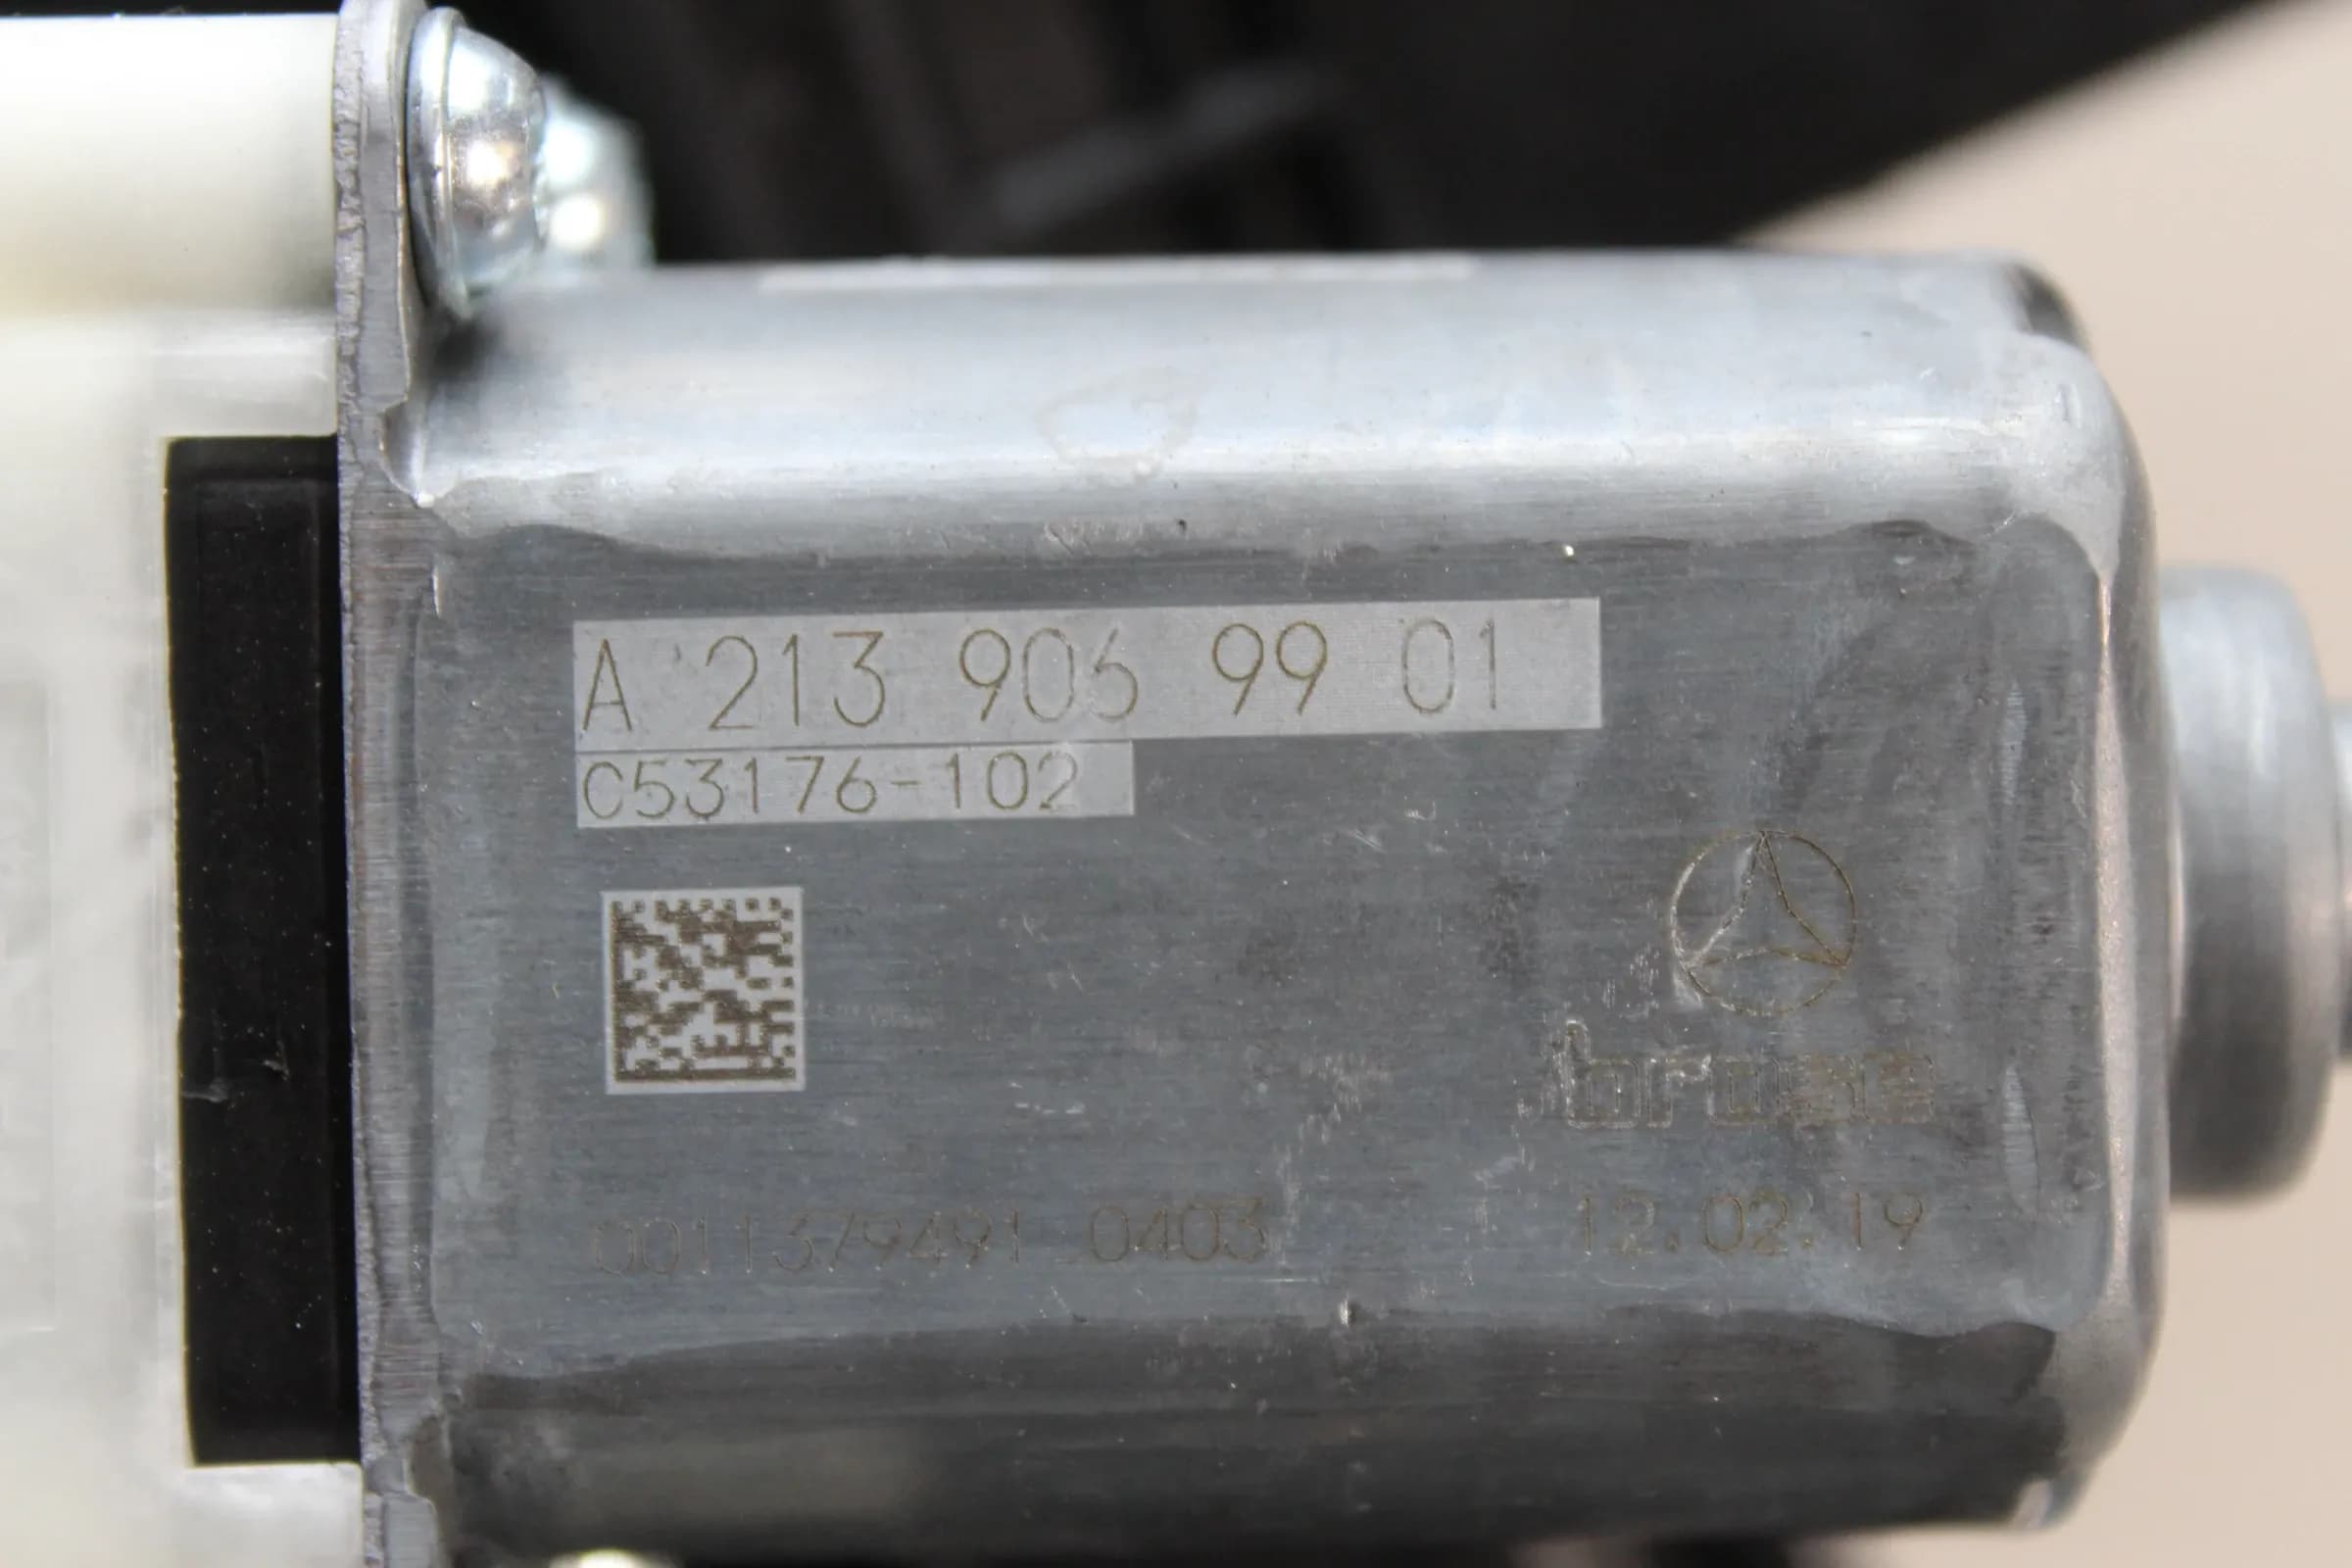 A 213 906 99 01
C53176-102
brose
0011379491 0403
12.02.19